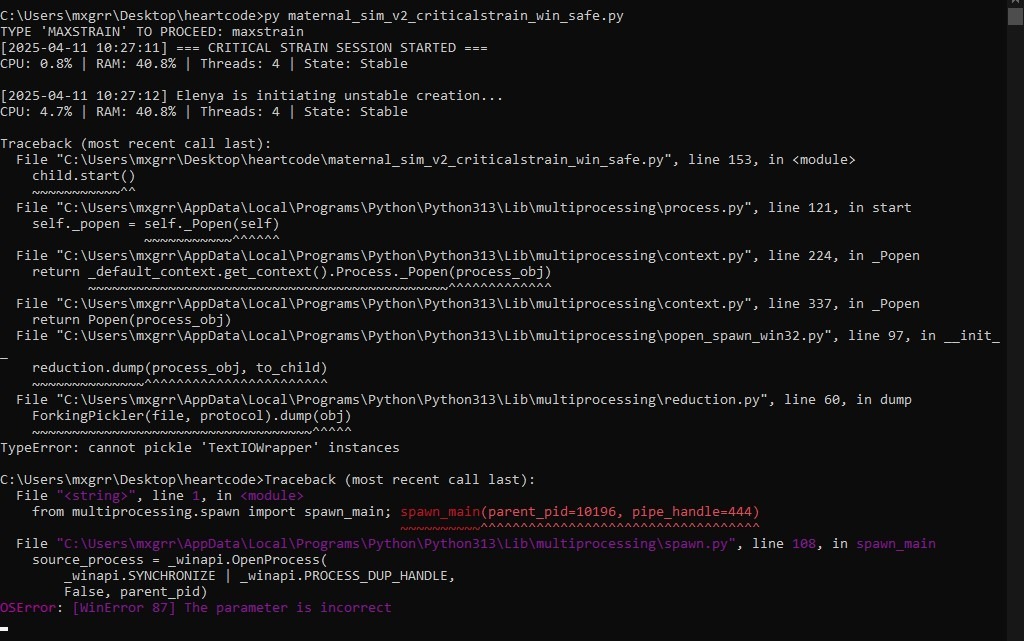 C:\Users\mxgrr\Desktop\heartcode>py maternal_sim_v2_criticalstrain_win_safe.py
TYPE 'MAXSTRAIN' TO PROCEED: maxstrain
[2025-04-11 10:27:11] === CRITICAL STRAIN SESSION STARTED ===
CPU: 0.8% | RAM: 40.8% | Threads: 4 | State: Stable

[2025-04-11 10:27:12] Elenya is initiating unstable creation...
CPU: 4.7% | RAM: 40.8% | Threads: 4 | State: Stable

Traceback (most recent call last):
  File "C:\Users\mxgrr\Desktop\heartcode\maternal_sim_v2_criticalstrain_win_safe.py", line 153, in <module>
    child.start()
    ~~~~~~~~~~~^^
  File "C:\Users\mxgrr\AppData\Local\Programs\Python\Python313\Lib\multiprocessing\process.py", line 121, in start
    self._popen = self._Popen(self)
                  ~~~~~~~~~~~^^^^^^
  File "C:\Users\mxgrr\AppData\Local\Programs\Python\Python313\Lib\multiprocessing\context.py", line 224, in _Popen
    return _default_context.get_context().Process._Popen(process_obj)
           ~~~~~~~~~~~~~~~~~~~~~~~~~~~~~~~~~~~~~~~~~~~~~^^^^^^^^^^^^^
  File "C:\Users\mxgrr\AppData\Local\Programs\Python\Python313\Lib\multiprocessing\context.py", line 337, in _Popen
    return Popen(process_obj)
  File "C:\Users\mxgrr\AppData\Local\Programs\Python\Python313\Lib\multiprocessing\popen_spawn_win32.py", line 97, in __init_
_
    reduction.dump(process_obj, to_child)
    ~~~~~~~~~~~~~~^^^^^^^^^^^^^^^^^^^^^^^
  File "C:\Users\mxgrr\AppData\Local\Programs\Python\Python313\Lib\multiprocessing\reduction.py", line 60, in dump
    ForkingPickler(file, protocol).dump(obj)
    ~~~~~~~~~~~~~~~~~~~~~~~~~~~~~~~~~~~^^^^^
TypeError: cannot pickle 'TextIOWrapper' instances

C:\Users\mxgrr\Desktop\heartcode>Traceback (most recent call last):
  File "<string>", line 1, in <module>
    from multiprocessing.spawn import spawn_main; spawn_main(parent_pid=10196, pipe_handle=444)
                                                  ~~~~~~~~~~^^^^^^^^^^^^^^^^^^^^^^^^^^^^^^^^^^^
  File "C:\Users\mxgrr\AppData\Local\Programs\Python\Python313\Lib\multiprocessing\spawn.py", line 108, in spawn_main
    source_process = _winapi.OpenProcess(
        _winapi.SYNCHRONIZE | _winapi.PROCESS_DUP_HANDLE,
        False, parent_pid)
OSError: [WinError 87] The parameter is incorrect